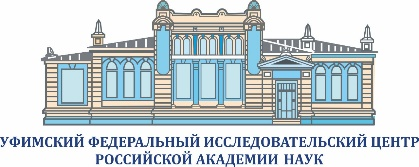 УФИМСКИЙ ФЕДЕРАЛЬНЫЙ ИССЛЕДОВАТЕЛЬСКИЙ ЦЕНТР
РОССИЙСКОЙ АКАДЕМИИ НАУК